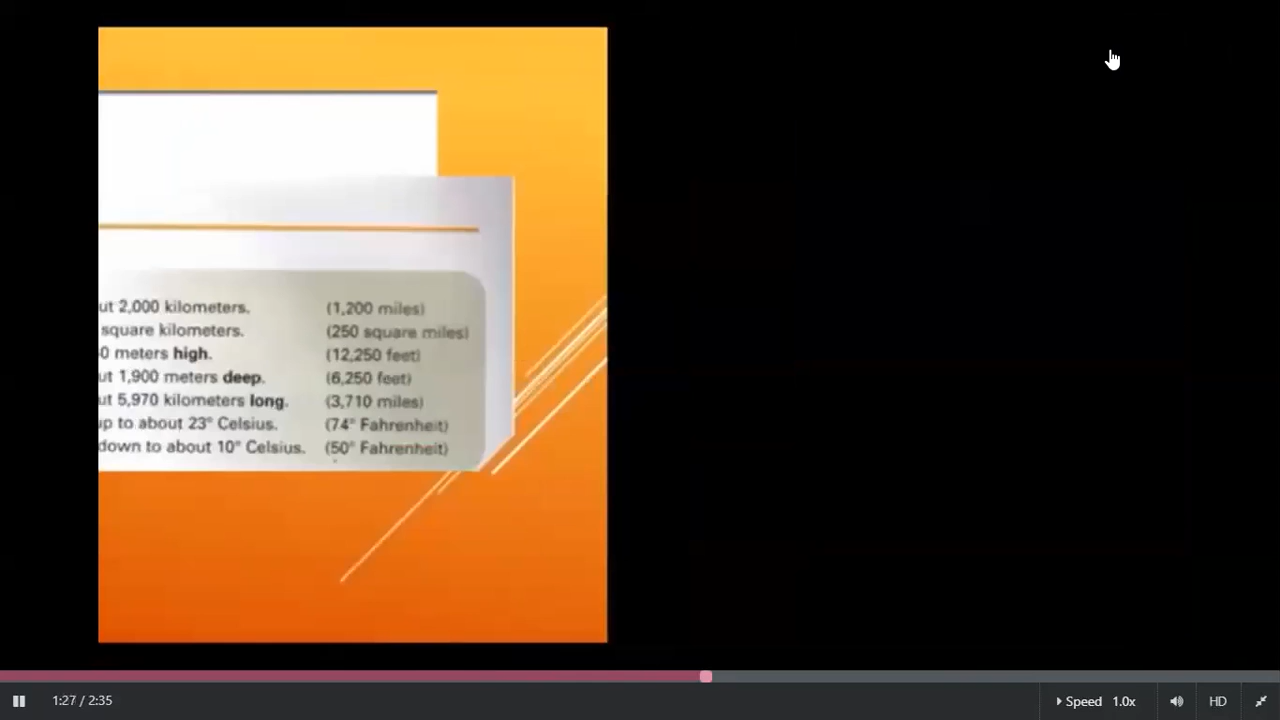 ut 2,000 kilometers. (1,200 miles)
square kilometers. (250 square miles)
0 meters high. (12,250 feet)
ut 1,900 meters deep. (6,250 feet)
ut 5,970 kilometers long. (3,710 miles)
up to about 23° Celsius. (74° Fahrenheit)
down to about 10° Celsius. (50° Fahrenheit)
1:27 / 2:35
Speed 1.0x
HD